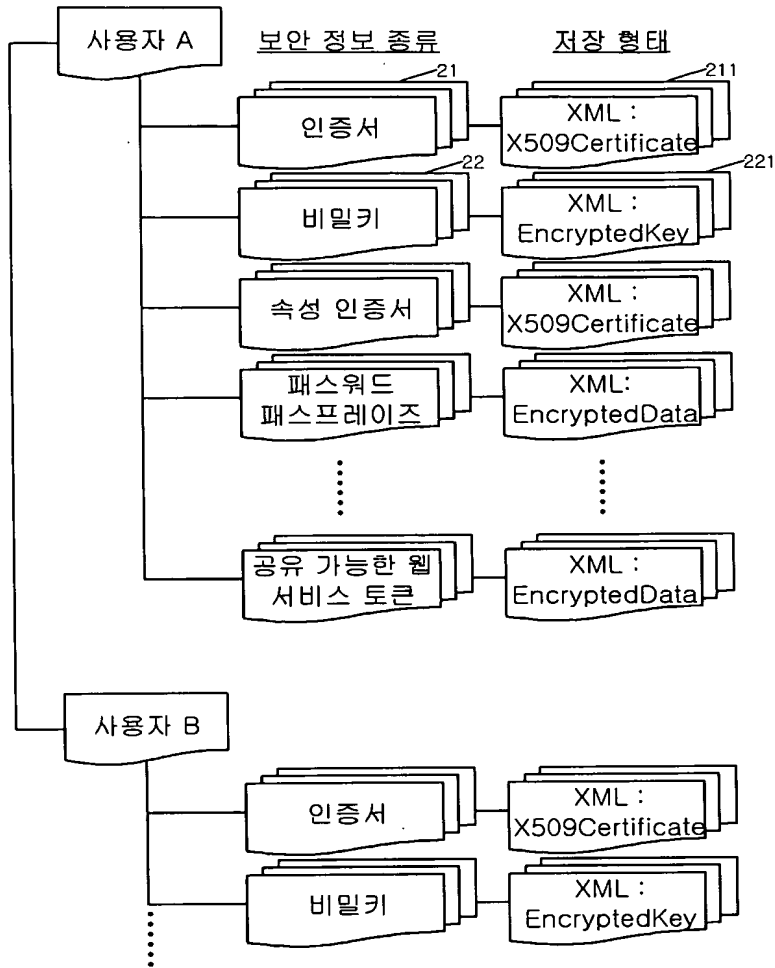 사용자 A
보안 정보 종류
저장 형태
21
211
인증서
XML :
X509Certificate
22
221
비밀키
XML :
EncryptedKey
속성 인증서
XML :
X509Certificate
패스워드
패스프레이즈
XML:
EncryptedData
공유 가능한 웹
서비스 토큰
XML :
EncryptedData
사용자 B
인증서
XML :
X509Certificate
비밀키
XML :
EncryptedKey